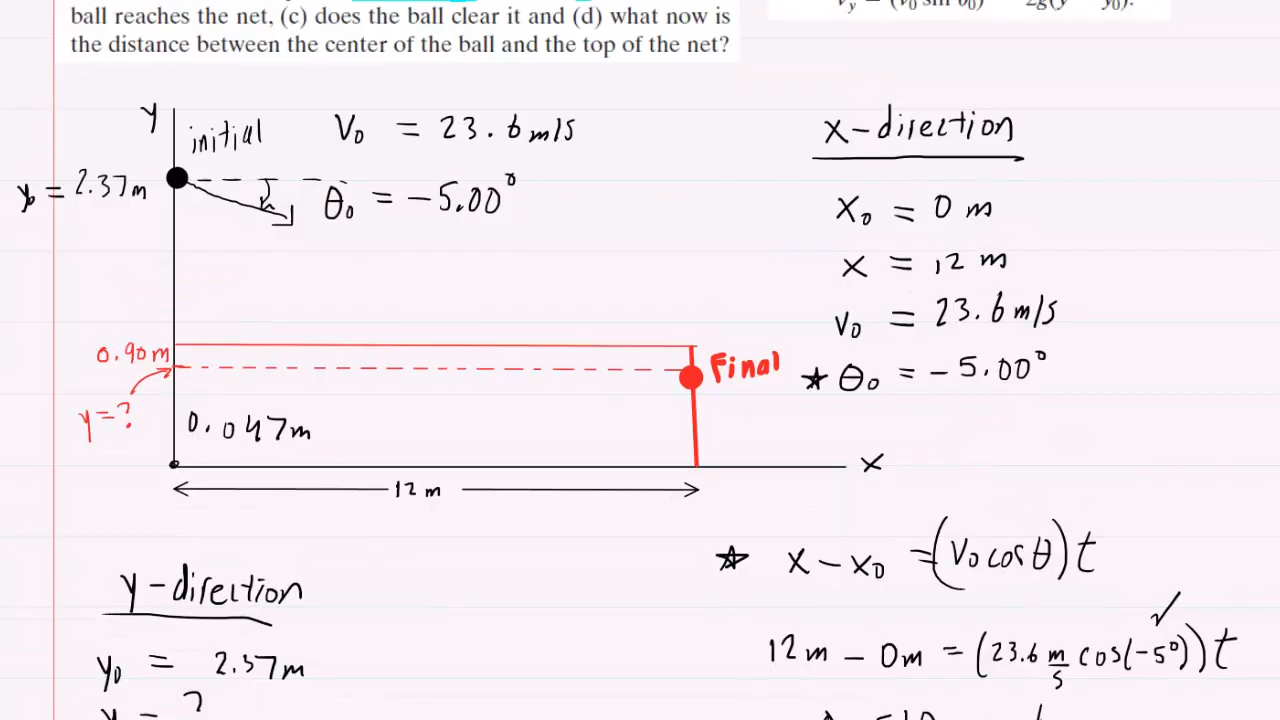 ball reaches the net, (c) does the ball clear it and (d) what now is
the distance between the center of the ball and the top of the net?
y
initial
V₀ = 23.6 m/s
y₀ = 2.37m
θ₀ = -5.00°
0.90m
Final
y=?
0.047m
x
12 m
x-direction
x₀ = 0 m
x = 12 m
v₀ = 23.6 m/s
★ θ₀ = -5.00°
★ x - x₀ = (v₀ cosθ) t
12m - 0m = (23.6 m/s cos(-5°)) t
y-direction
y₀ = 2.37m
?